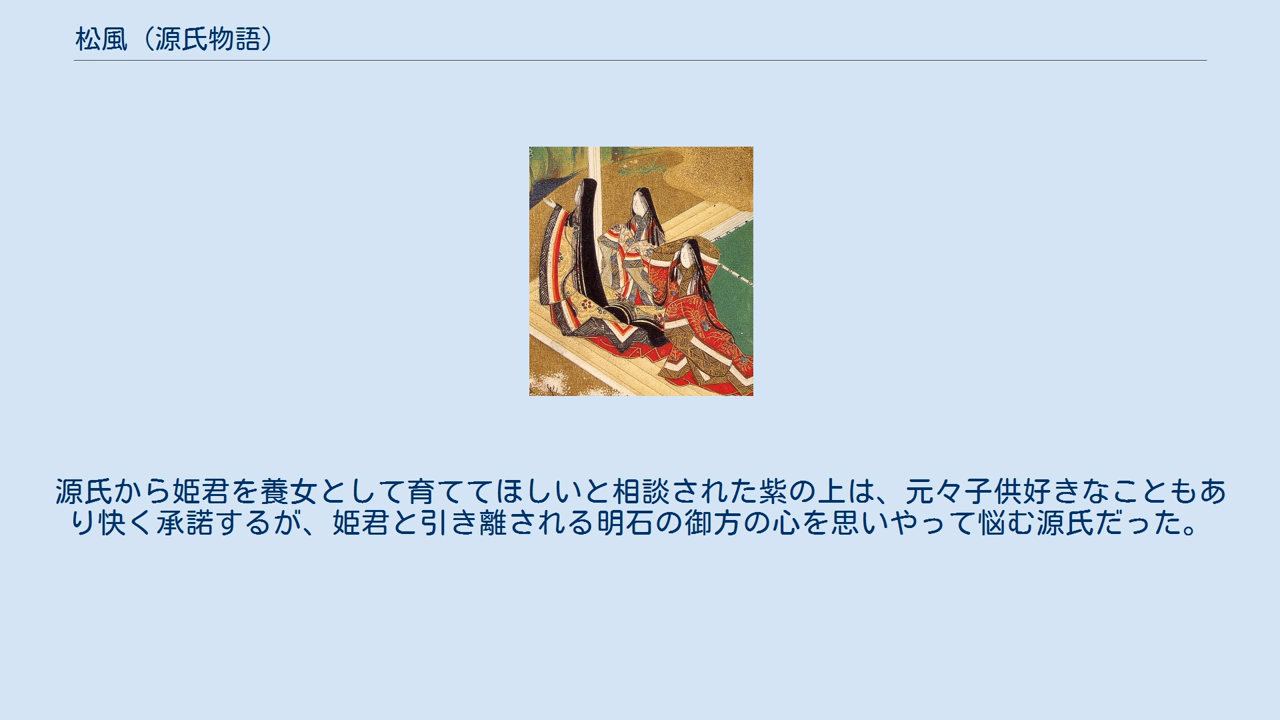 松風（源氏物語）
源氏から姫君を養女として育ててほしいと相談された紫の上は、元々子供好きなこともあ
り快く承諾するが、姫君と引き離される明石の御方の心を思いやって悩む源氏だった。